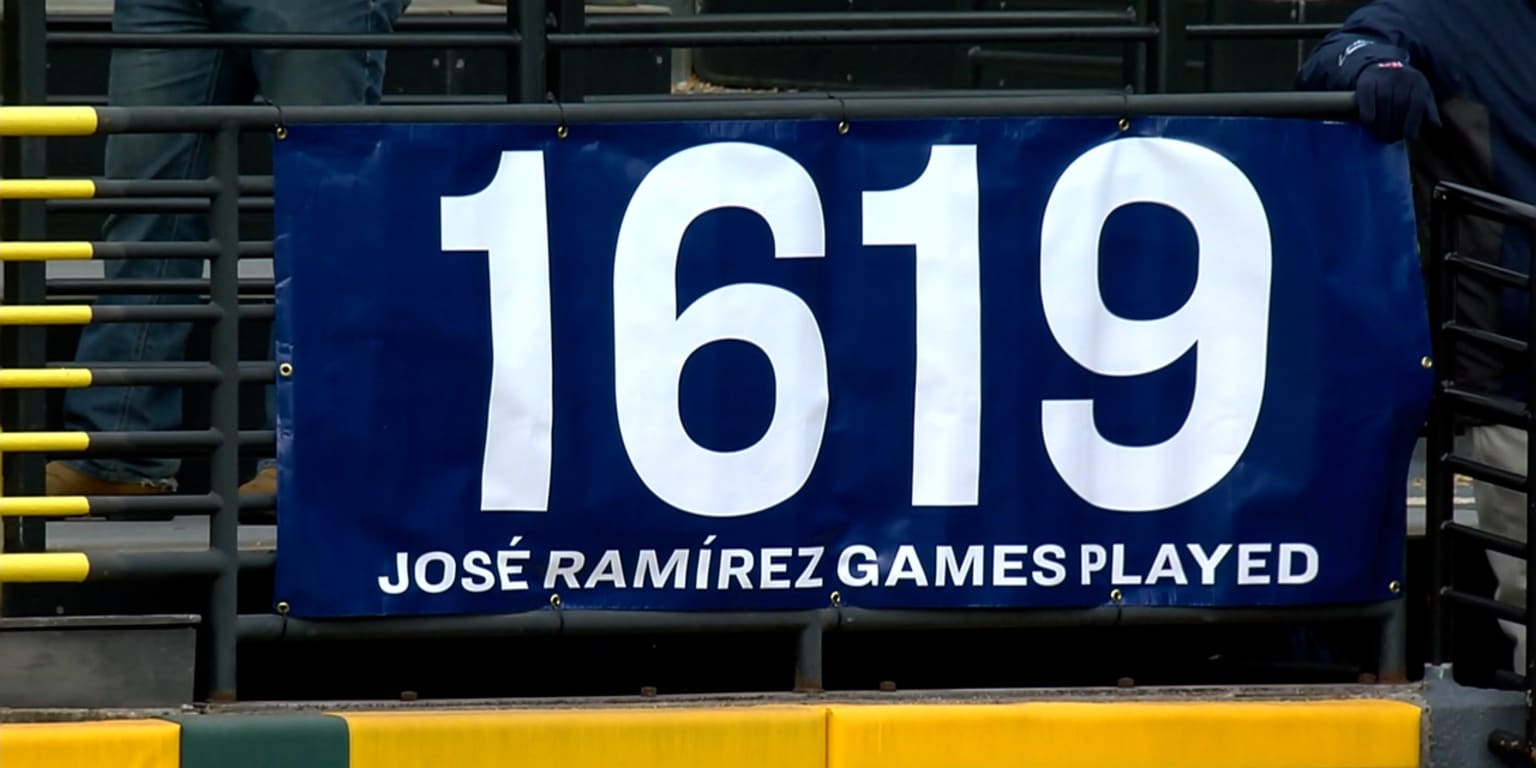 1619
JOSÉ RAMÍREZ GAMES PLAYED